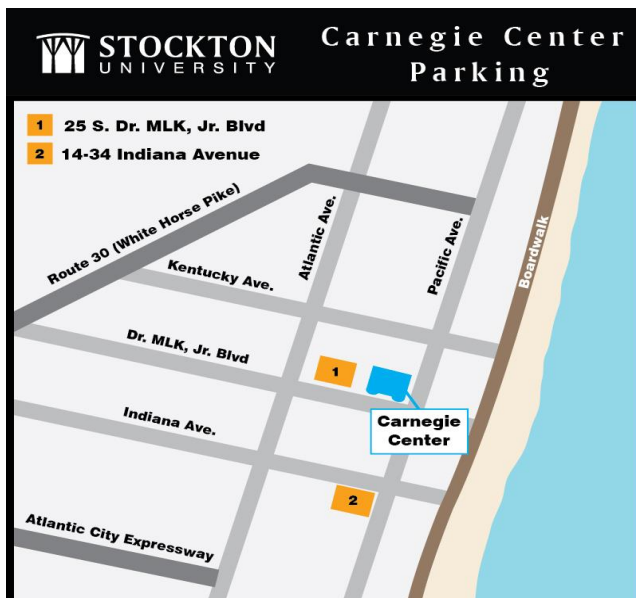 STOCKTON
UNIVERSITY
Carnegie Center
Parking
1 25 S. Dr. MLK, Jr. Blvd
2 14-34 Indiana Avenue
Route 30 (White Horse Pike)
Atlantic Ave.
Pacific Ave.
Boardwalk
Kentucky Ave.
Dr. MLK, Jr. Blvd
1
Carnegie
Center
Indiana Ave.
2
Atlantic City Expressway